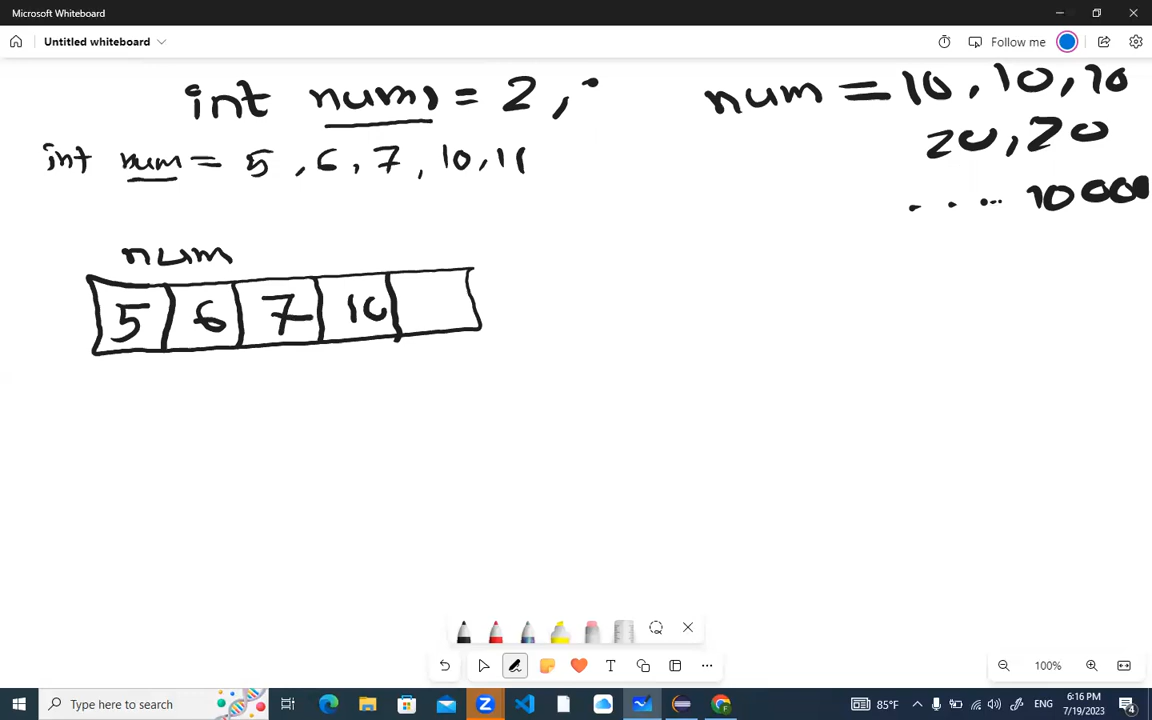 Microsoft Whiteboard
Untitled whiteboard
Follow me
int nums = 2 ,
num = 10, 10, 10
20, 20
. . ... 10000
int num = 5 , 6 , 7 , 10, 11
num
5 6 7 10
100%
Type here to search
85°F
ENG
6:16 PM
7/19/2023
4